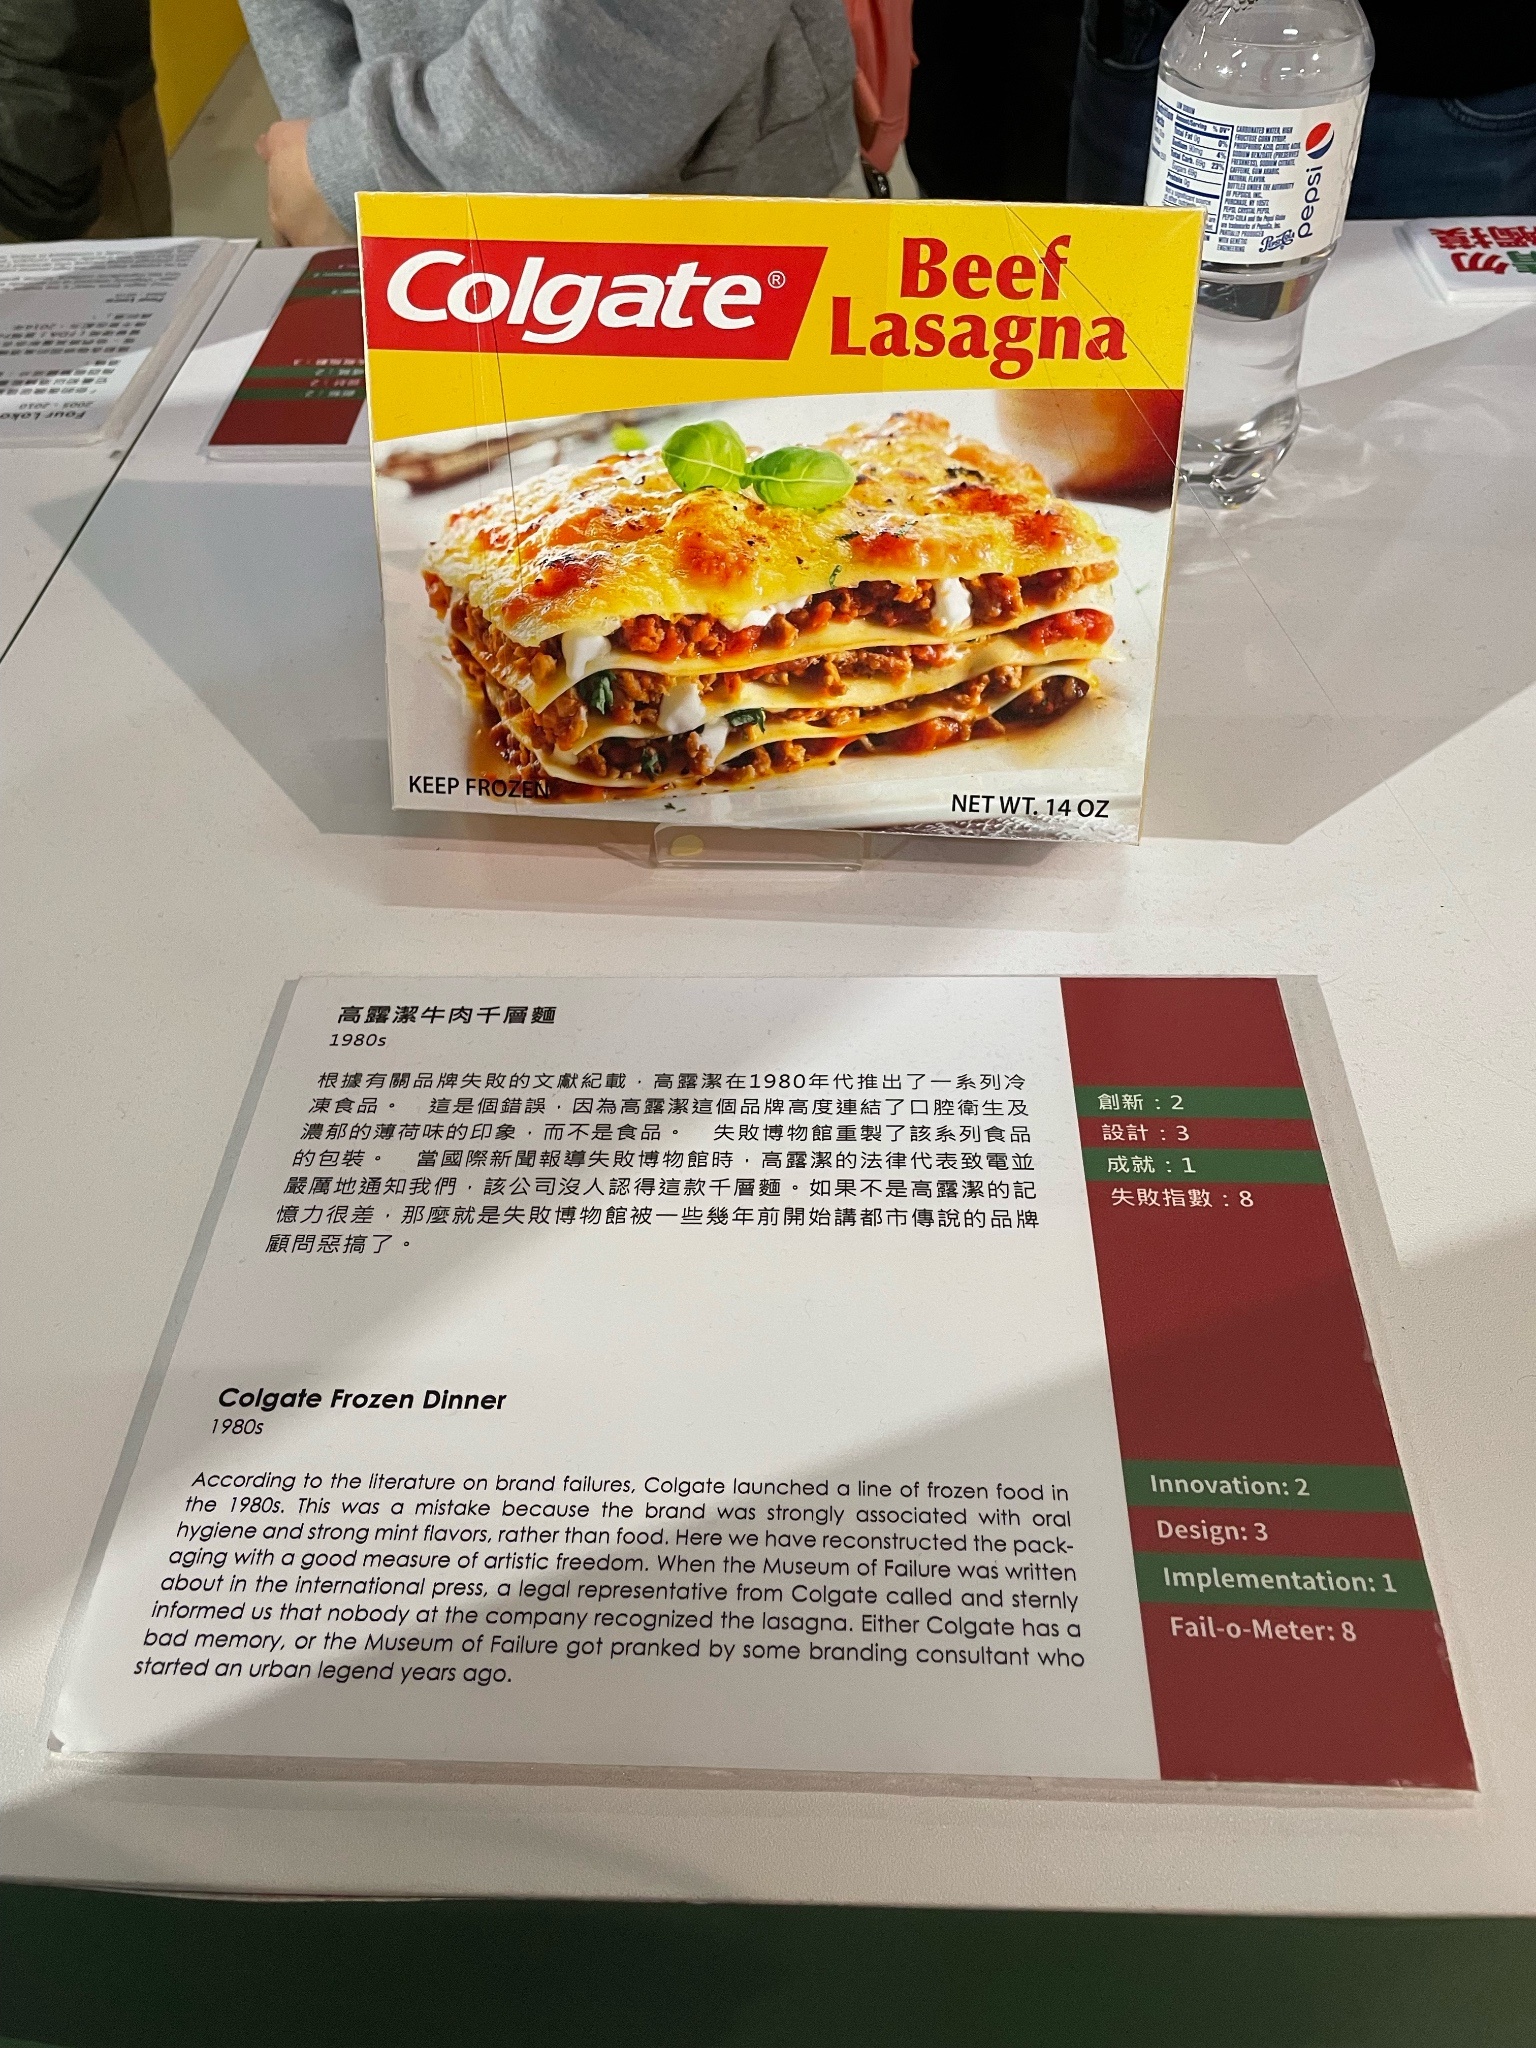 Colgate®
Beef
Lasagna
KEEP FROZEN
NET WT. 14 OZ
pepsi
高露潔牛肉千層麵
1980s
根據有關品牌失敗的文獻紀載，高露潔在1980年代推出了一系列冷
凍食品。 這是個錯誤，因為高露潔這個品牌高度連結了口腔衛生及
濃郁的薄荷味的印象，而不是食品。 失敗博物館重製了該系列食品
的包裝。 當國際新聞報導失敗博物館時，高露潔的法律代表致電並
嚴厲地通知我們，該公司沒人認得這款千層麵。如果不是高露潔的記
憶力很差，那麼就是失敗博物館被一些幾年前開始講都市傳說的品牌
顧問惡搞了。
創新：2
設計：3
成就：1
失敗指數：8
Colgate Frozen Dinner
1980s
According to the literature on brand failures, Colgate launched a line of frozen food in
the 1980s. This was a mistake because the brand was strongly associated with oral
hygiene and strong mint flavors, rather than food. Here we have reconstructed the pack-
aging with a good measure of artistic freedom. When the Museum of Failure was written
about in the international press, a legal representative from Colgate called and sternly
informed us that nobody at the company recognized the lasagna. Either Colgate has a
bad memory, or the Museum of Failure got pranked by some branding consultant who
started an urban legend years ago.
Innovation: 2
Design: 3
Implementation: 1
Fail-o-Meter: 8